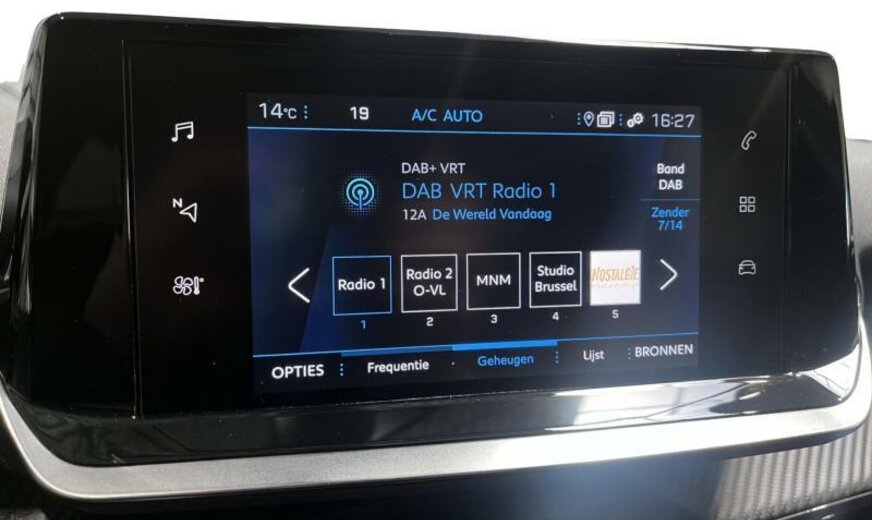 14°C 19 A/C AUTO 16:27
N
DAB+ VRT
DAB VRT Radio 1
12A De Wereld Vandaag
Band
DAB
Zender
7/14
Radio 1
Radio 2
O-VL
MNM
Studio
Brussel
NOSTALGIE
1 2 3 4 5
OPTIES Frequentie Geheugen Lijst BRONNEN